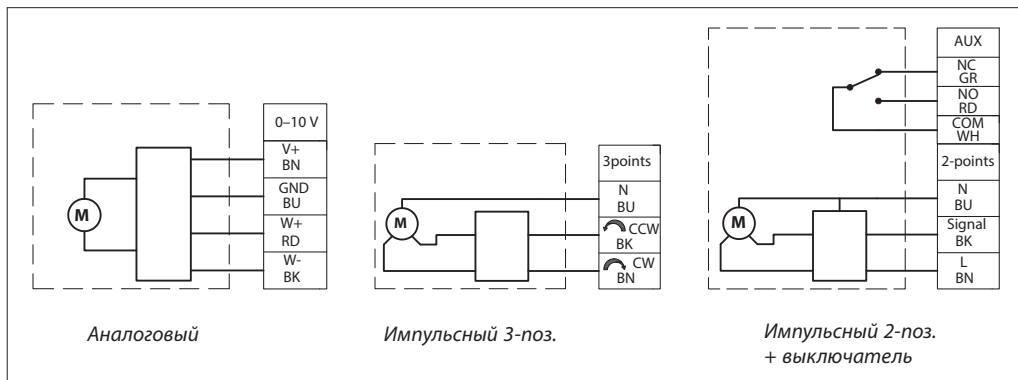 0–10 V
V+
BN
GND
BU
W+
RD
W-
BK
M
Аналоговый
3points
N
BU
CCW
BK
CW
BN
M
Импульсный 3-поз.
AUX
NC
GR
NO
RD
COM
WH
2-points
N
BU
Signal
BK
L
BN
M
Импульсный 2-поз.
+ выключатель